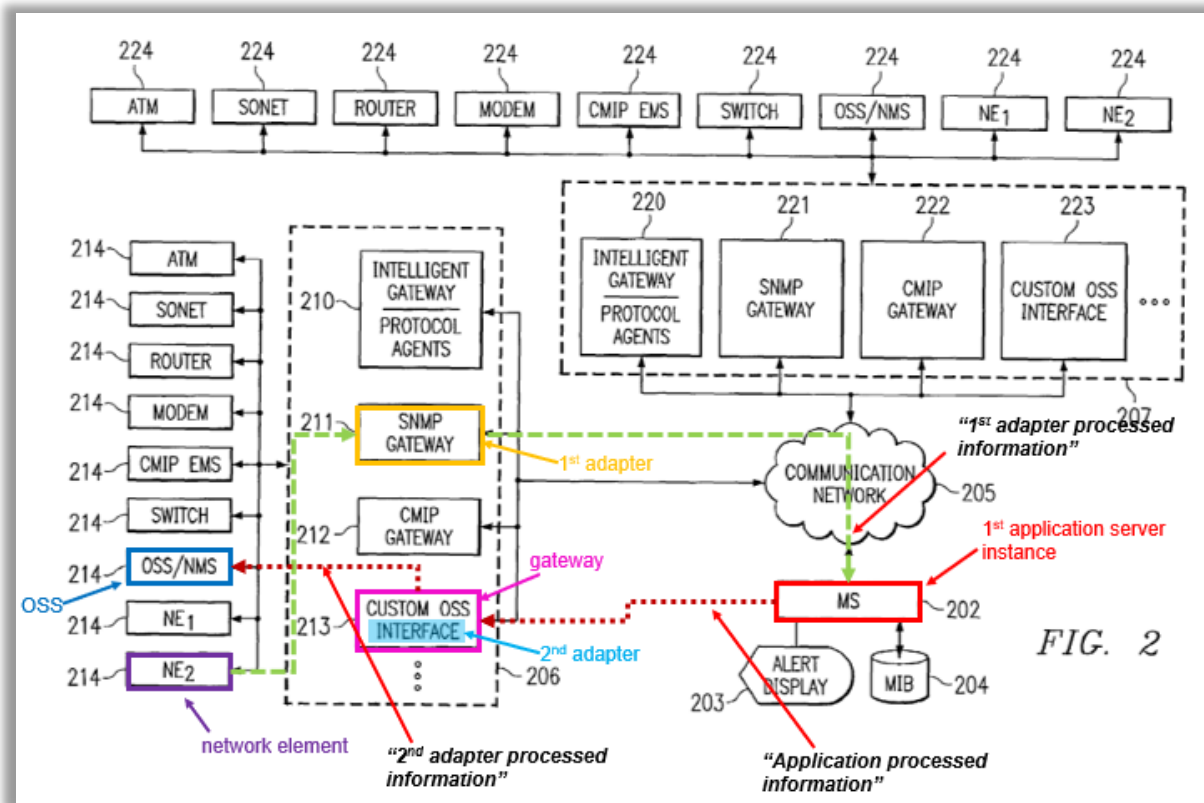 224 224 224 224 224 224 224 224 224
ATM SONET ROUTER MODEM CMIP EMS SWITCH OSS/NMS NE1 NE2
220 221 222 223
INTELLIGENT
GATEWAY
PROTOCOL
AGENTS
SNMP
GATEWAY
CMIP
GATEWAY
CUSTOM OSS
INTERFACE
207
214 ATM
214 SONET
214 ROUTER
214 MODEM
214 CMIP EMS
214 SWITCH
214 OSS/NMS
OSS
214 NE1
214 NE2
network element
210
INTELLIGENT
GATEWAY
PROTOCOL
AGENTS
211
SNMP
GATEWAY
1st adapter
212
CMIP
GATEWAY
gateway
213
CUSTOM OSS
INTERFACE
2nd adapter
206
“2nd adapter processed
information”
“1st adapter processed
information”
COMMUNICATION
NETWORK
205
1st application server
instance
MS
202
ALERT
DISPLAY
203
MIB
204
FIG. 2
“Application processed
information”